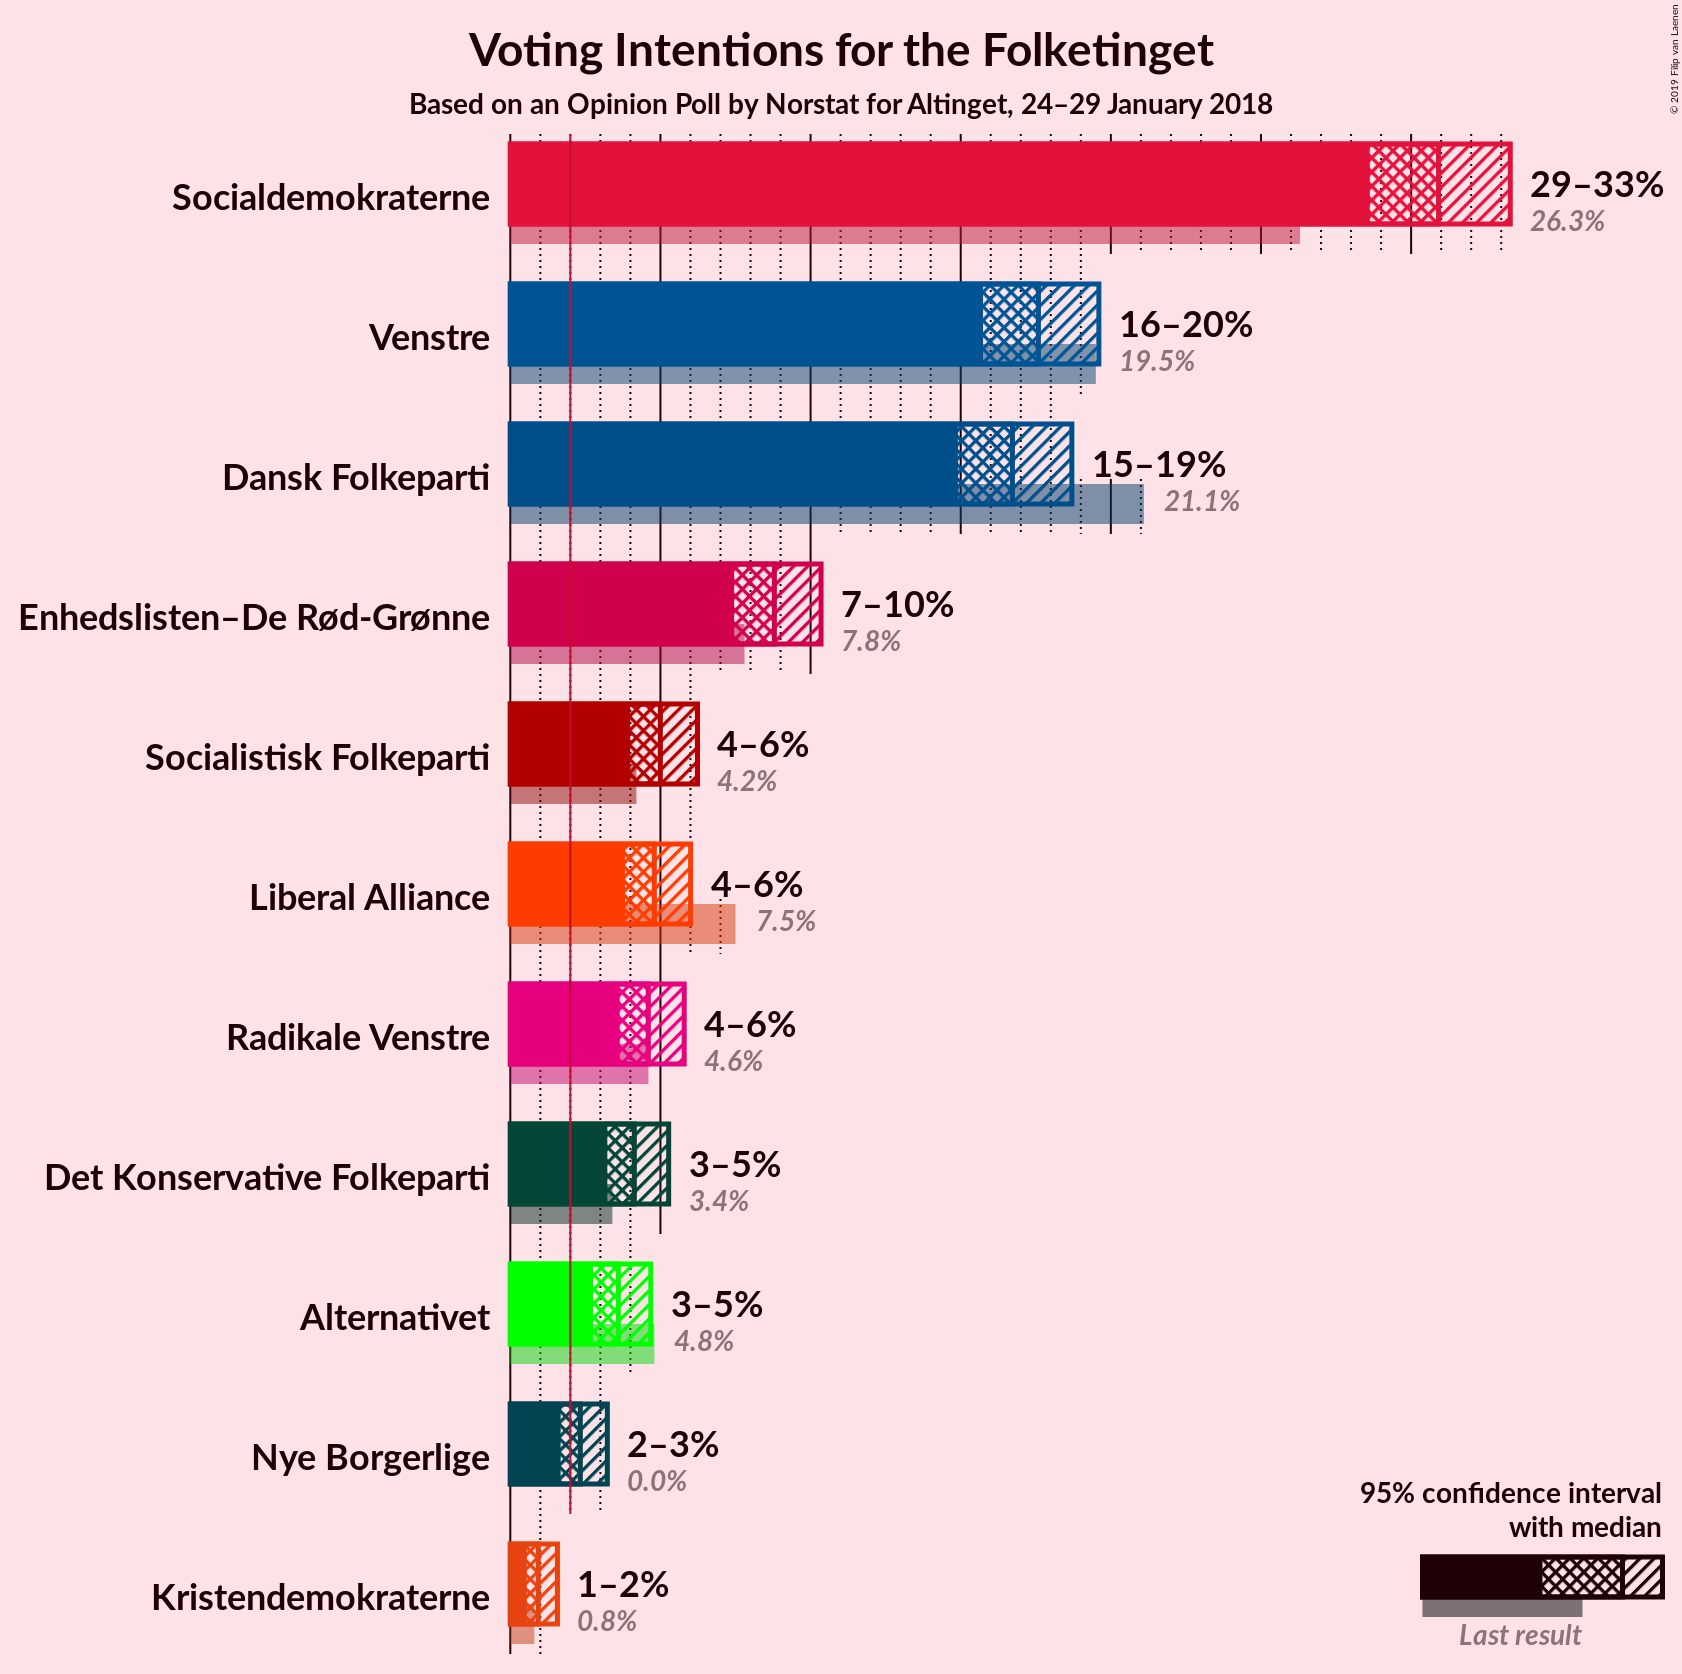 Voting Intentions for the Folketinget
Based on an Opinion Poll by Norstat for Altinget, 24–29 January 2018
© 2019 Filip van Laenen
Socialdemokraterne
29–33%
26.3%
Venstre
16–20%
19.5%
Dansk Folkeparti
15–19%
21.1%
Enhedslisten–De Rød-Grønne
7–10%
7.8%
Socialistisk Folkeparti
4–6%
4.2%
Liberal Alliance
4–6%
7.5%
Radikale Venstre
4–6%
4.6%
Det Konservative Folkeparti
3–5%
3.4%
Alternativet
3–5%
4.8%
Nye Borgerlige
2–3%
0.0%
Kristendemokraterne
1–2%
0.8%
95% confidence interval
with median
Last result